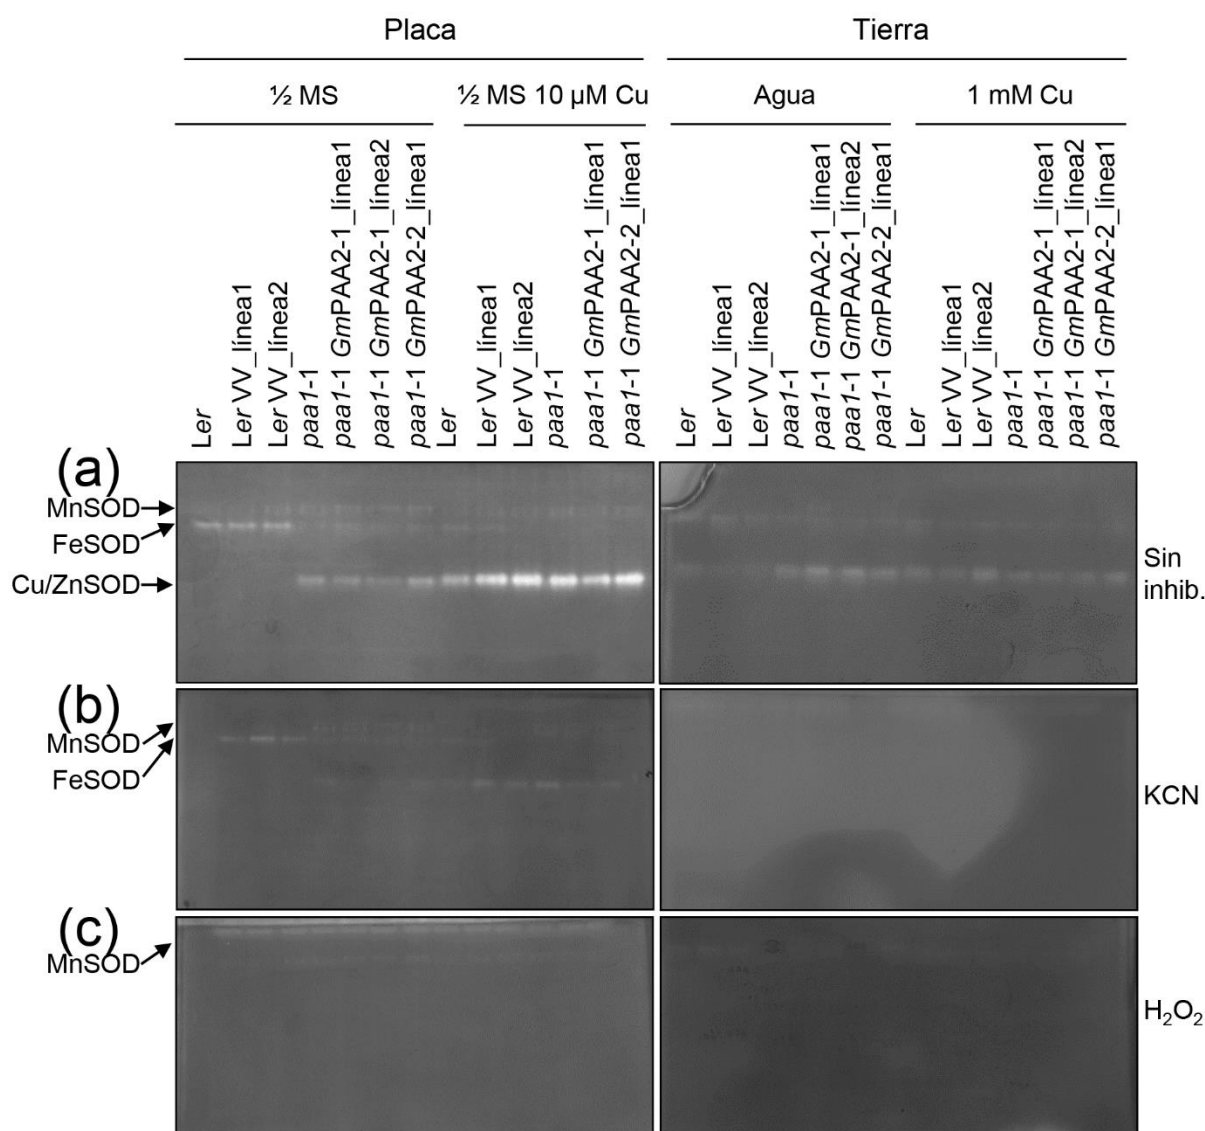 Placa
Tierra
½ MS
½ MS 10 µM Cu
Agua
1 mM Cu
Ler
Ler VV_línea1
Ler VV_línea2
paa1-1
paa1-1 GmPAA2-1_línea1
paa1-1 GmPAA2-1_línea2
paa1-1 GmPAA2-2_línea1
Ler
Ler VV_línea1
Ler VV_línea2
paa1-1
paa1-1 GmPAA2-1_línea1
paa1-1 GmPAA2-2_línea1
Ler
Ler VV_línea1
Ler VV_línea2
paa1-1
paa1-1 GmPAA2-1_línea1
paa1-1 GmPAA2-1_línea2
paa1-1 GmPAA2-2_línea1
Ler
Ler VV_línea1
Ler VV_línea2
paa1-1
paa1-1 GmPAA2-1_línea1
paa1-1 GmPAA2-1_línea2
paa1-1 GmPAA2-2_línea1
(a)
MnSOD
FeSOD
Cu/ZnSOD
Sin
inhib.
(b)
MnSOD
FeSOD
KCN
(c)
MnSOD
H₂O₂